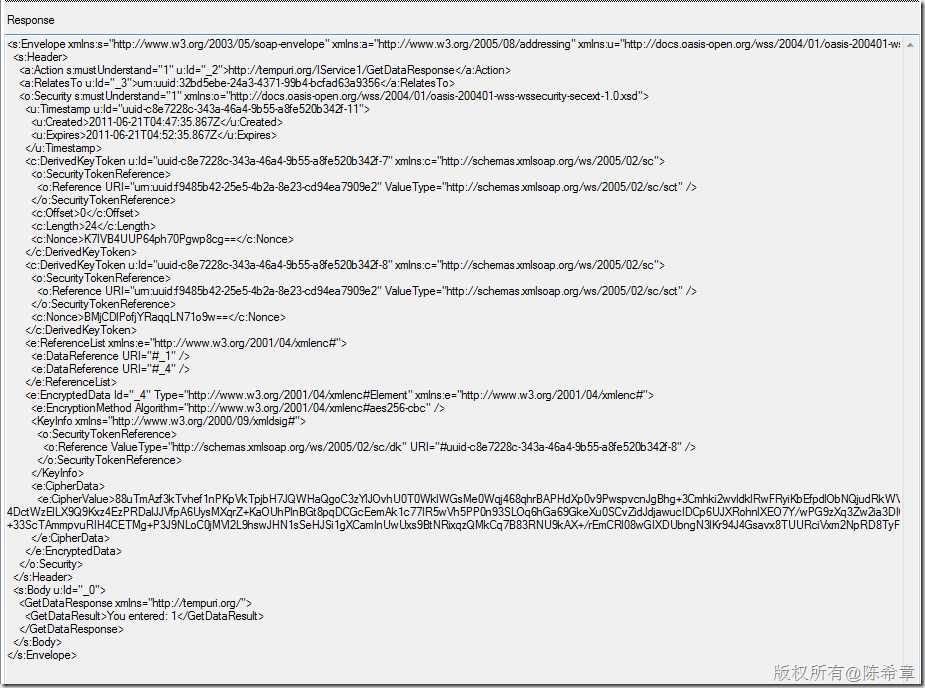 Response
<s:Envelope xmlns:s="http://www.w3.org/2003/05/soap-envelope" xmlns:a="http://www.w3.org/2005/08/addressing" xmlns:u="http://docs.oasis-open.org/wss/2004/01/oasis-200401-ws
<s:Header>
<a:Action s:mustUnderstand="1" u:Id="_2">http://tempuri.org/IService1/GetDataResponse</a:Action>
<a:RelatesTo u:Id="_3">urn:uuid:32bd5ebe-24a3-4371-99b4-bcfad63a9356</a:RelatesTo>
<o:Security s:mustUnderstand="1" xmlns:o="http://docs.oasis-open.org/wss/2004/01/oasis-200401-wss-wssecurity-secext-1.0.xsd">
<u:Timestamp u:Id="uuid-c8e7228c-343a-46a4-9b55-a8fe520b342f-11">
<u:Created>2011-06-21T04:47:35.867Z</u:Created>
<u:Expires>2011-06-21T04:52:35.867Z</u:Expires>
</u:Timestamp>
<c:DerivedKeyToken u:Id="uuid-c8e7228c-343a-46a4-9b55-a8fe520b342f-7" xmlns:c="http://schemas.xmlsoap.org/ws/2005/02/sc">
<o:SecurityTokenReference>
<o:Reference URI="urn:uuid:f9485b42-25e5-4b2a-8e23-cd94ea7909e2" ValueType="http://schemas.xmlsoap.org/ws/2005/02/sc/sct" />
</o:SecurityTokenReference>
<c:Offset>0</c:Offset>
<c:Length>24</c:Length>
<c:Nonce>K7IVB4UUP64ph70Pgwp8cg==</c:Nonce>
</c:DerivedKeyToken>
<c:DerivedKeyToken u:Id="uuid-c8e7228c-343a-46a4-9b55-a8fe520b342f-8" xmlns:c="http://schemas.xmlsoap.org/ws/2005/02/sc">
<o:SecurityTokenReference>
<o:Reference URI="urn:uuid:f9485b42-25e5-4b2a-8e23-cd94ea7909e2" ValueType="http://schemas.xmlsoap.org/ws/2005/02/sc/sct" />
</o:SecurityTokenReference>
<c:Nonce>BMjCDlPofjYRaqqLN71o9w==</c:Nonce>
</c:DerivedKeyToken>
<e:ReferenceList xmlns:e="http://www.w3.org/2001/04/xmlenc#">
<e:DataReference URI="#_1" />
<e:DataReference URI="#_4" />
</e:ReferenceList>
<e:EncryptedData Id="_4" Type="http://www.w3.org/2001/04/xmlenc#Element" xmlns:e="http://www.w3.org/2001/04/xmlenc#">
<e:EncryptionMethod Algorithm="http://www.w3.org/2001/04/xmlenc#aes256-cbc" />
<KeyInfo xmlns="http://www.w3.org/2000/09/xmldsig#">
<o:SecurityTokenReference>
<o:Reference ValueType="http://schemas.xmlsoap.org/ws/2005/02/sc/dk" URI="#uuid-c8e7228c-343a-46a4-9b55-a8fe520b342f-8" />
</o:SecurityTokenReference>
</KeyInfo>
<e:CipherData>
<e:CipherValue>
</e:CipherData>
</e:EncryptedData>
</o:Security>
</s:Header>
<s:Body u:Id="_0">
<GetDataResponse xmlns="http://tempuri.org/">
<GetDataResult>You entered: 1</GetDataResult>
</GetDataResponse>
</s:Body>
</s:Envelope>
版权所有@陈希章